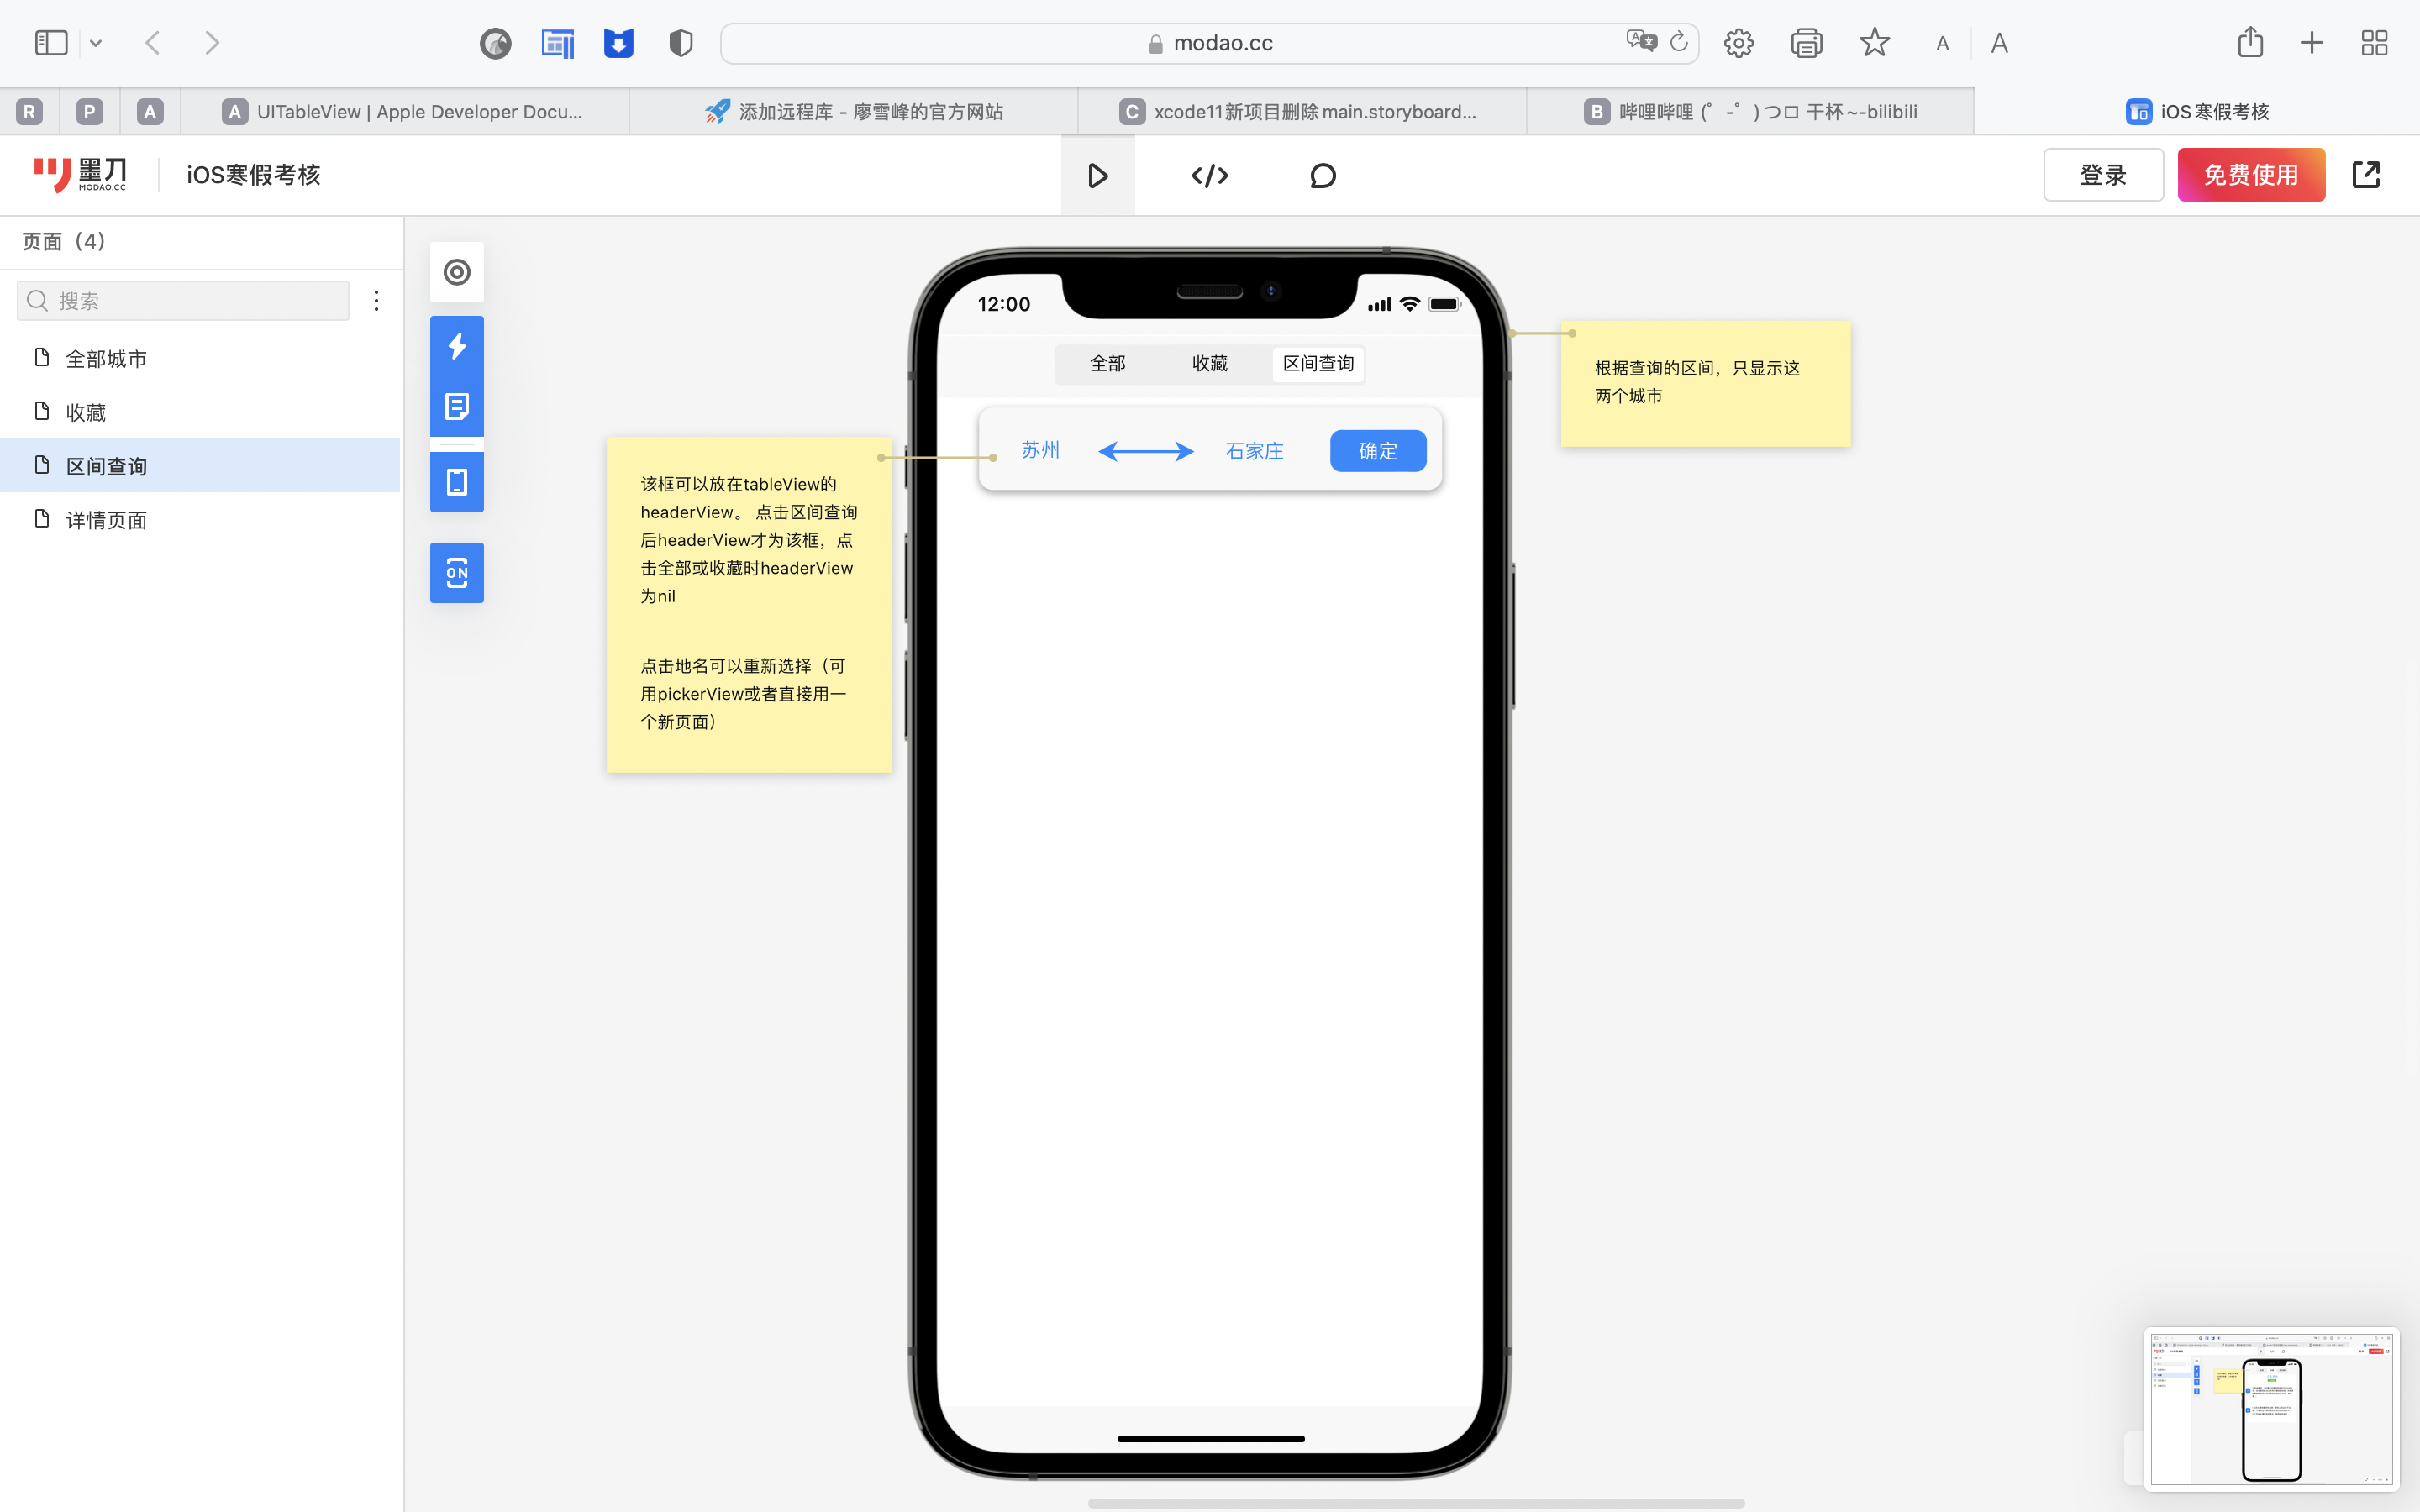 modao.cc
A A
R P A
A UITableView | Apple Developer Docu...
添加远程库 - 廖雪峰的官方网站
C xcode11新项目删除main.storyboard...
B 哔哩哔哩 (゜-゜)つロ 干杯~-bilibili
iOS寒假考核
墨刀
MODAO.CC
iOS寒假考核
</>
登录
免费使用
页面（4）
搜索
全部城市
收藏
区间查询
详情页面
ON
12:00
全部 收藏 区间查询
苏州 石家庄 确定
该框可以放在tableView的
headerView。 点击区间查询
后headerView才为该框，点
击全部或收藏时headerView
为nil
点击地名可以重新选择（可
用pickerView或者直接用一
个新页面）
根据查询的区间，只显示这
两个城市